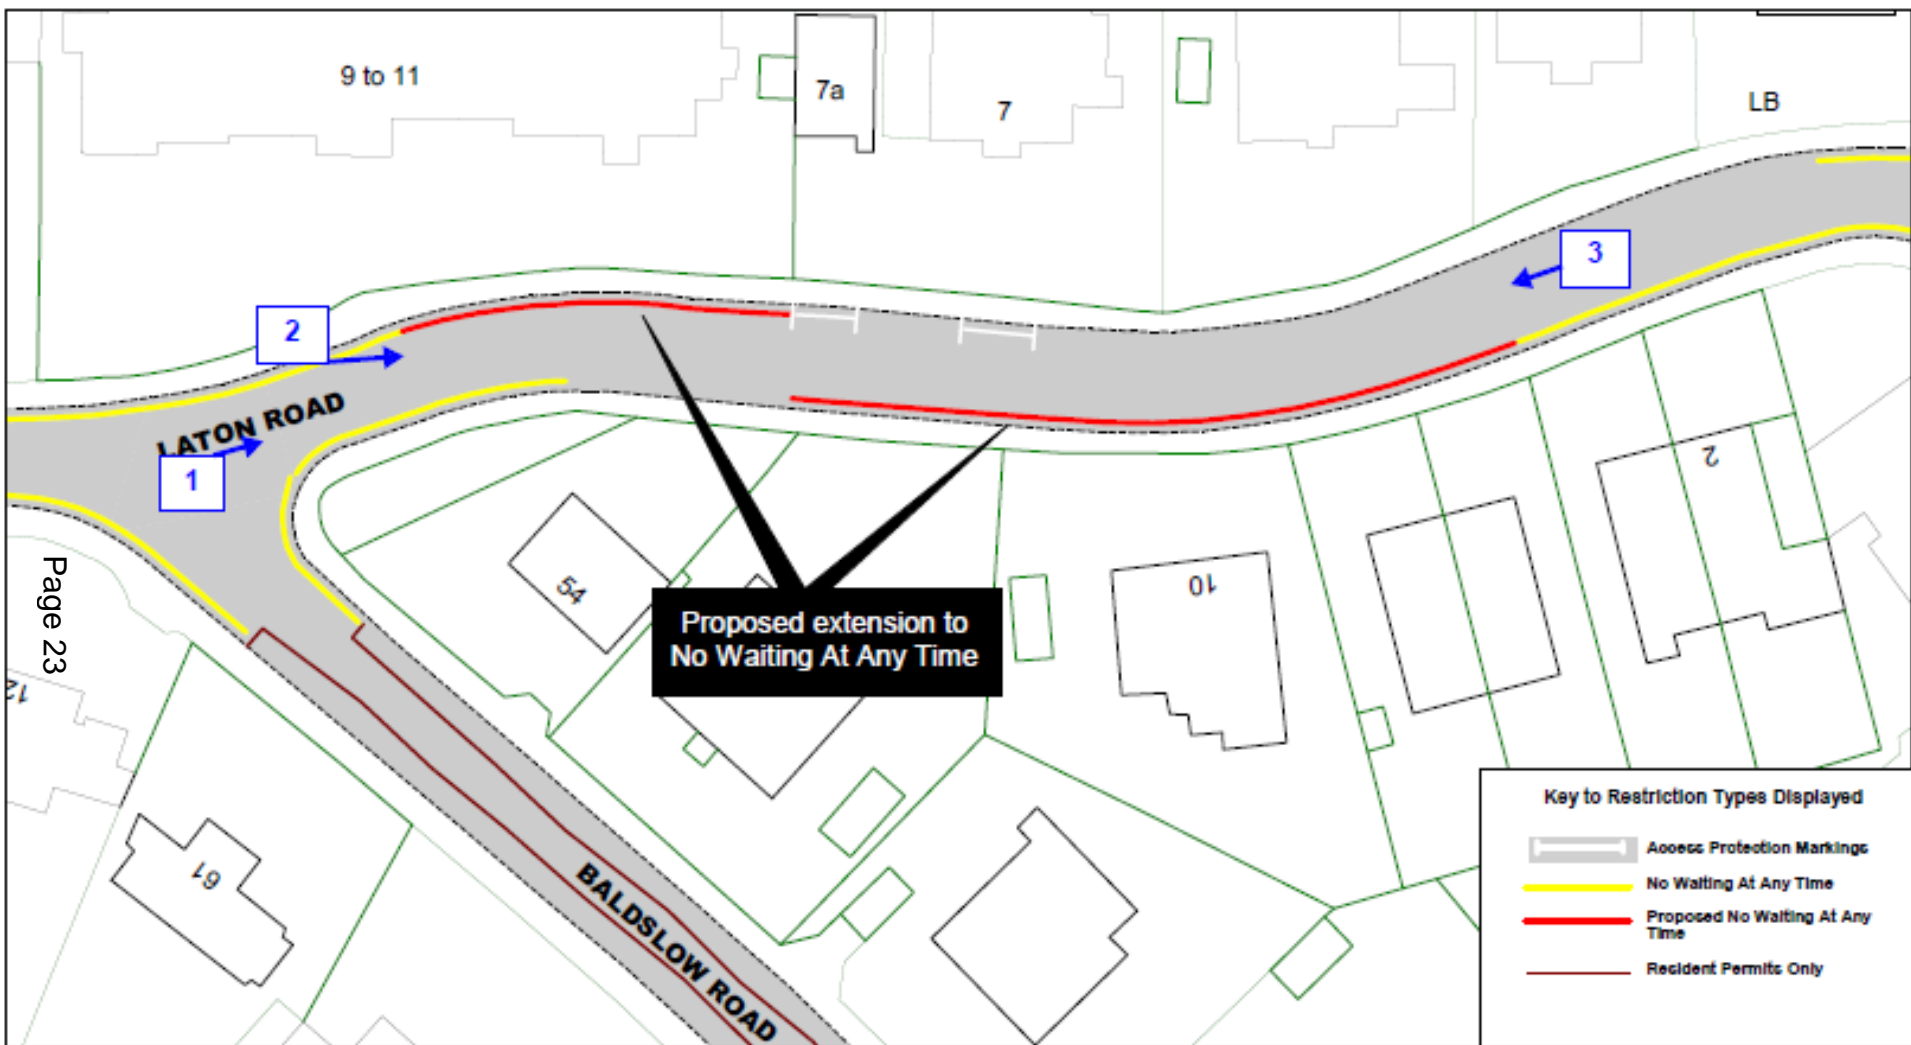 9 to 11
7a
7
LB
3
2
LATON ROAD
1
2
54
10
Page 23
Proposed extension to
No Waiting At Any Time
12
61
BALDSLOW ROAD
Key to Restriction Types Displayed
Access Protection Markings
No Waiting At Any Time
Proposed No Waiting At Any
Time
Resident Permits Only